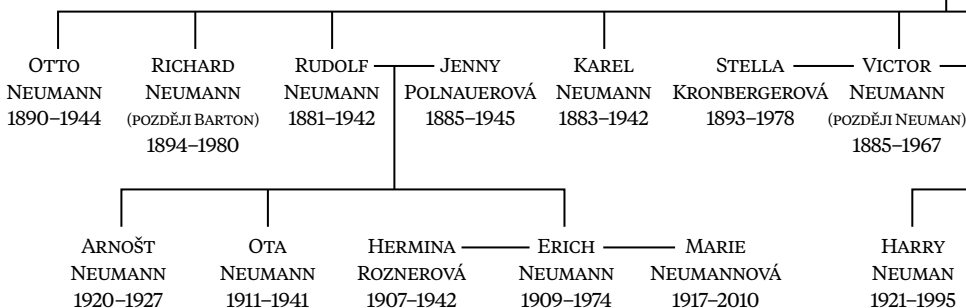 Otto
Neumann
1890–1944
Richard
Neumann
(později Barton)
1894–1980
Rudolf
Neumann
1881–1942
Jenny
Polnauerová
1885–1945
Karel
Neumann
1883–1942
Stella
Kronbergerová
1893–1978
Victor
Neumann
(později Neuman)
1885–1967
Arnošt
Neumann
1920–1927
Ota
Neumann
1911–1941
Hermina
Roznerová
1907–1942
Erich
Neumann
1909–1974
Marie
Neumannová
1917–2010
Harry
Neuman
1921–1995